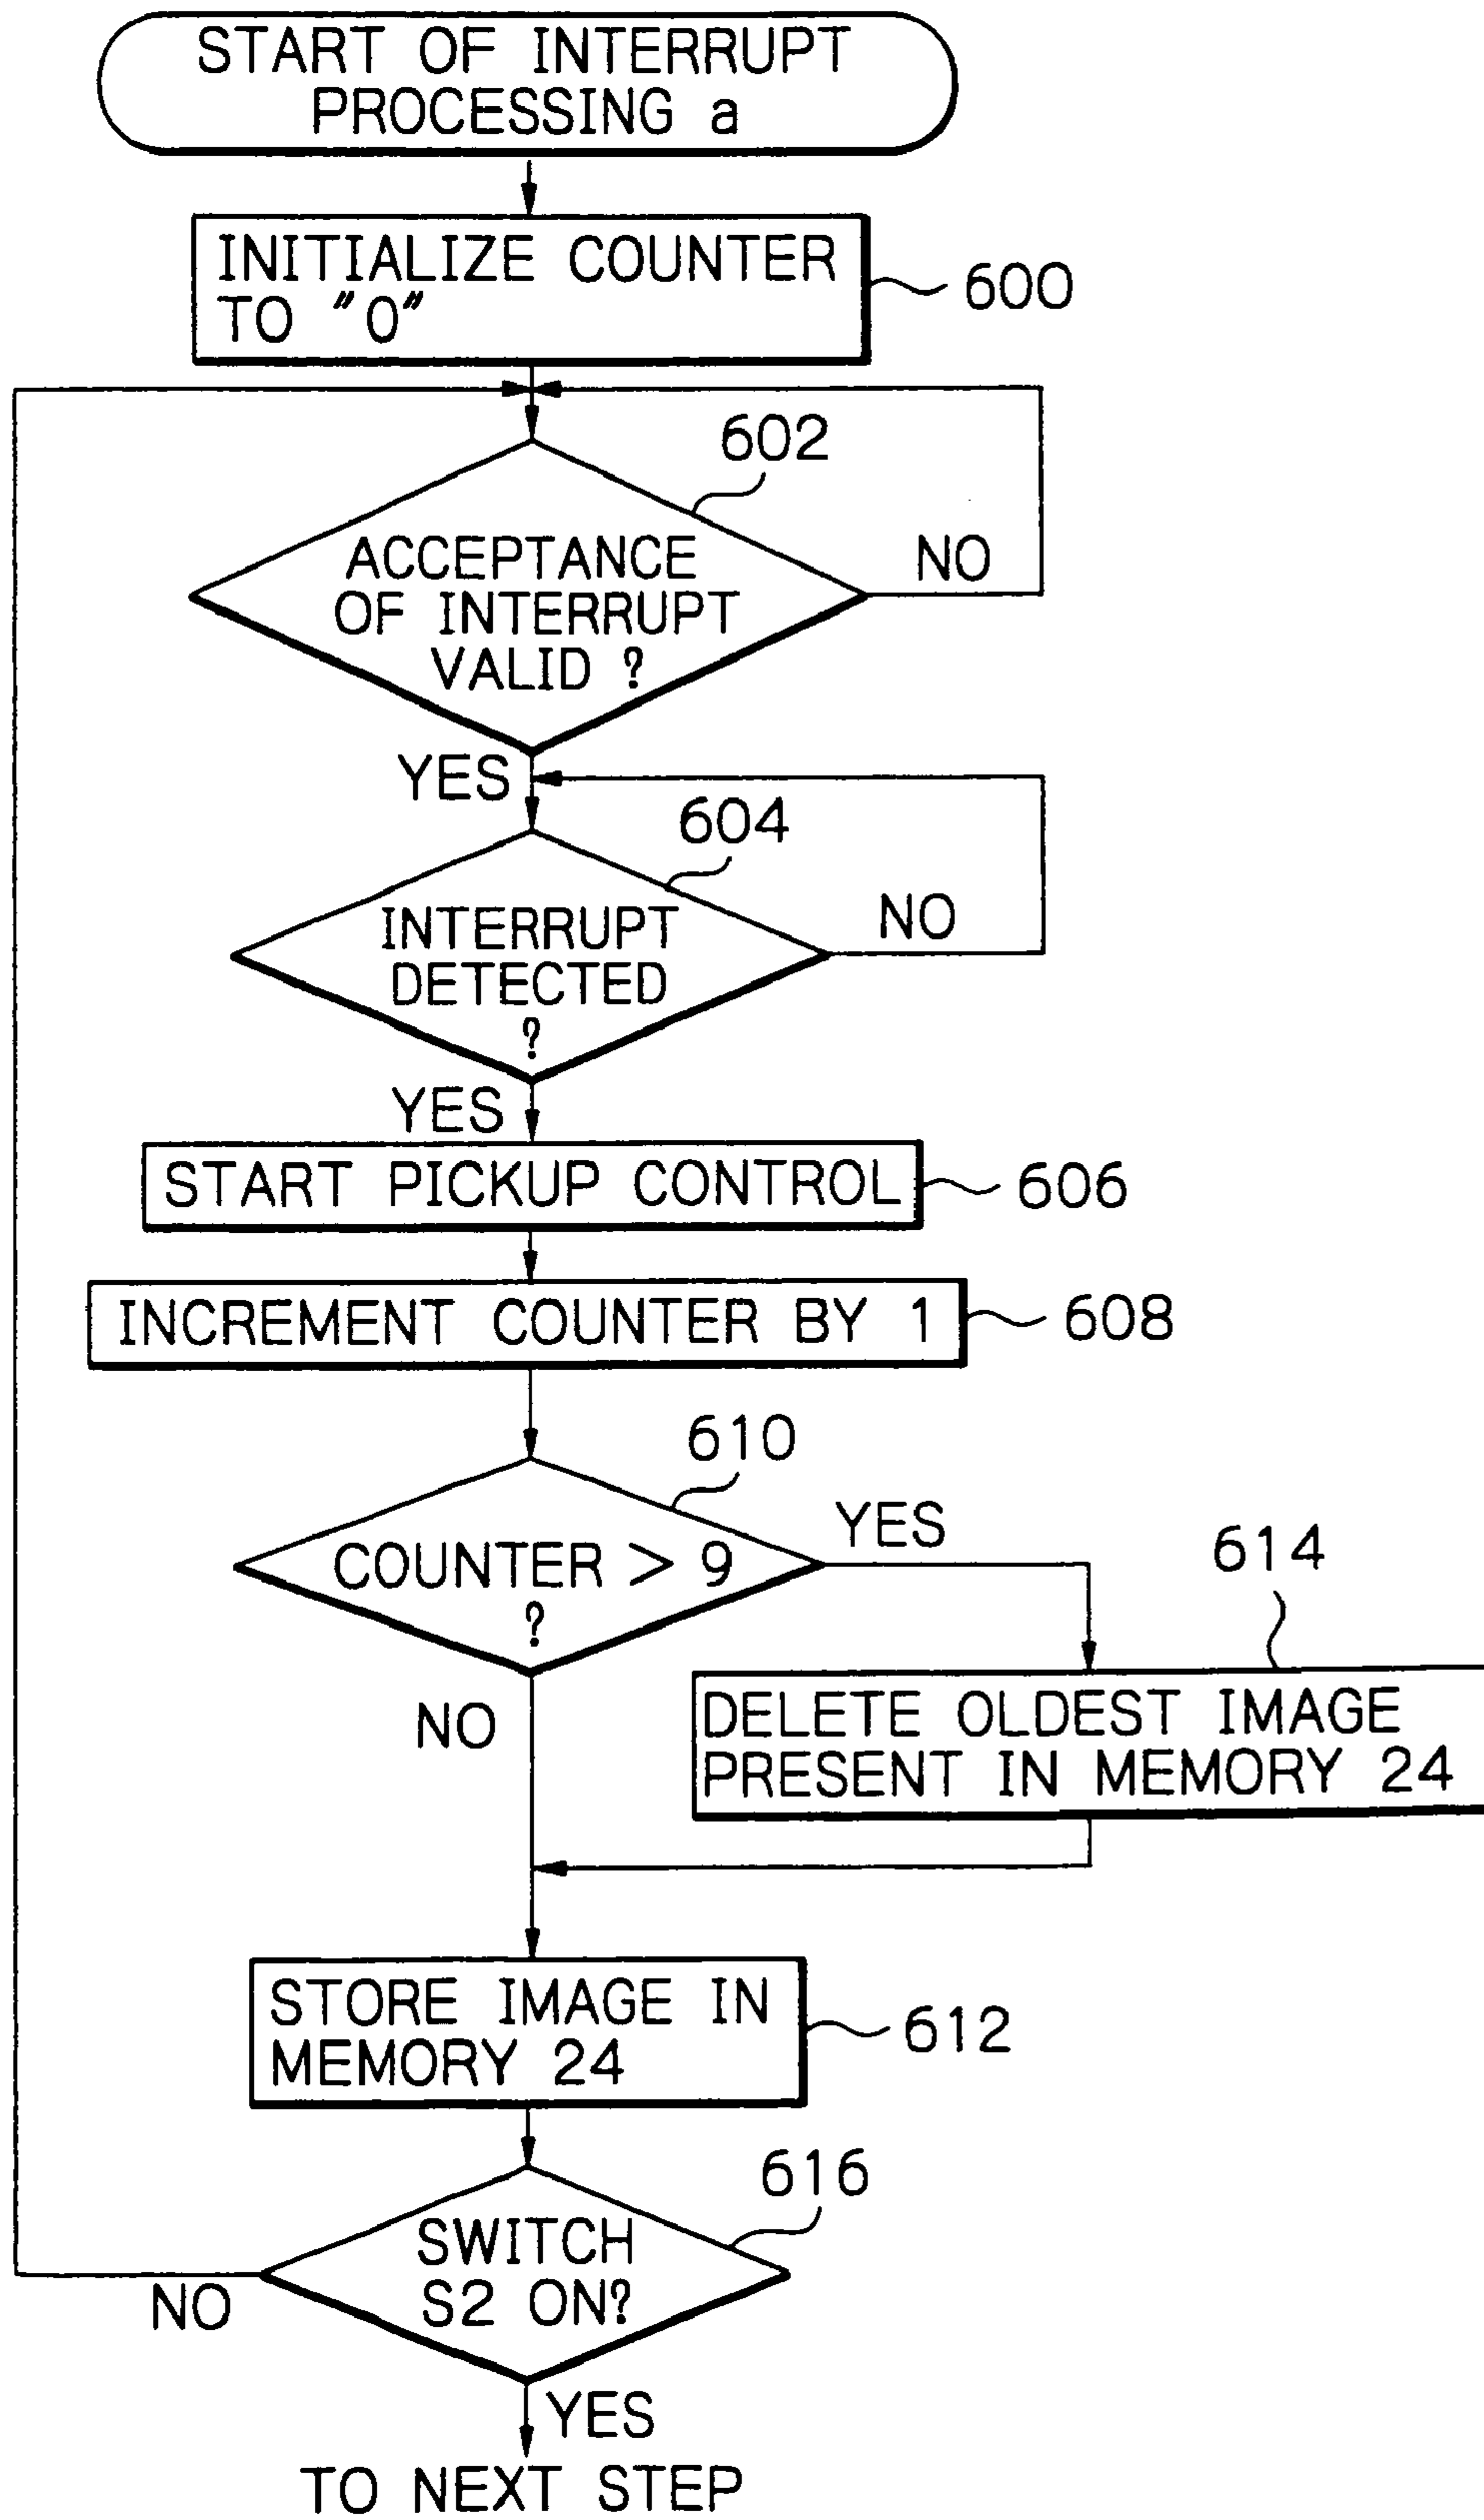 START OF INTERRUPT
PROCESSING a
INITIALIZE COUNTER
TO "0"
600
602
ACCEPTANCE
OF INTERRUPT
VALID ?
NO
YES
604
INTERRUPT
DETECTED
?
NO
YES
START PICKUP CONTROL
606
INCREMENT COUNTER BY 1
608
610
COUNTER > 9
?
YES
NO
614
DELETE OLDEST IMAGE
PRESENT IN MEMORY 24
STORE IMAGE IN
MEMORY 24
612
616
SWITCH
S2 ON?
NO
YES
TO NEXT STEP